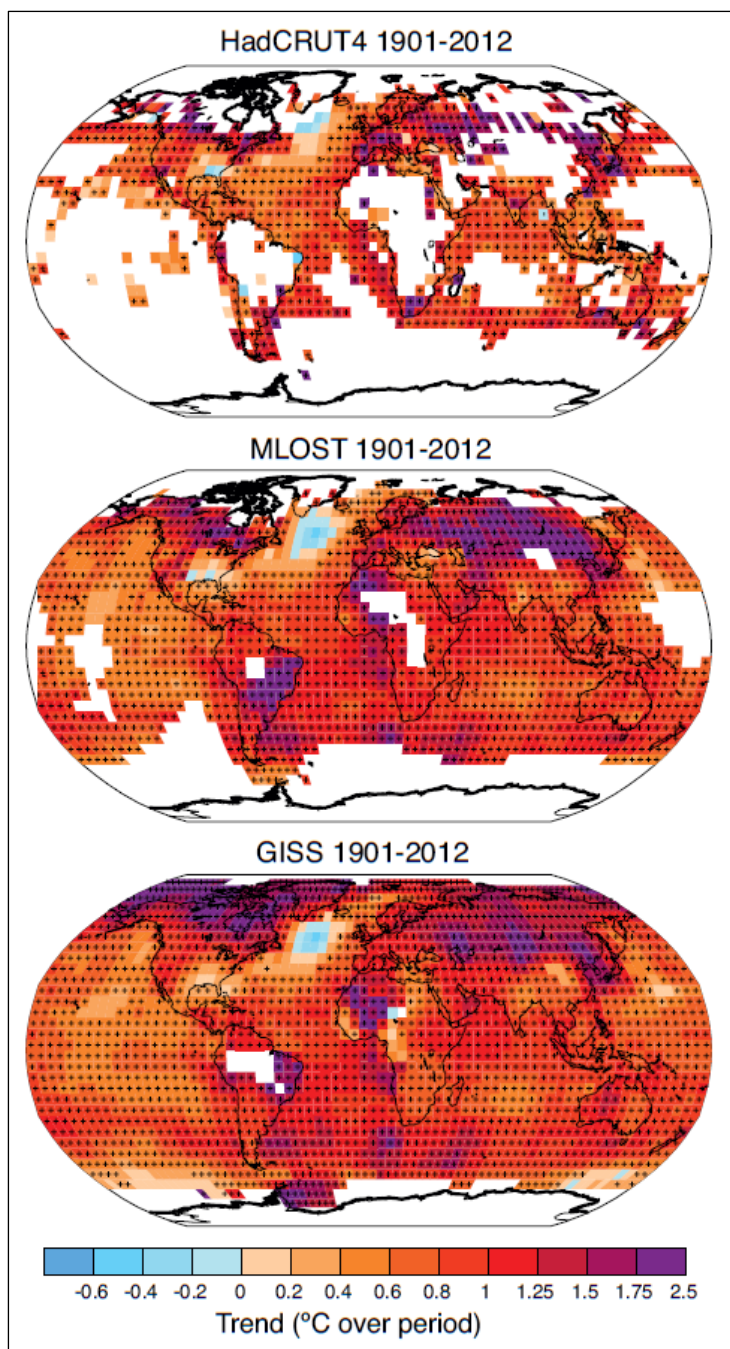 HadCRUT4 1901-2012
MLOST 1901-2012
GISS 1901-2012
-0.6 -0.4 -0.2 0 0.2 0.4 0.6 0.8 1 1.25 1.5 1.75 2.5
Trend (ºC over period)